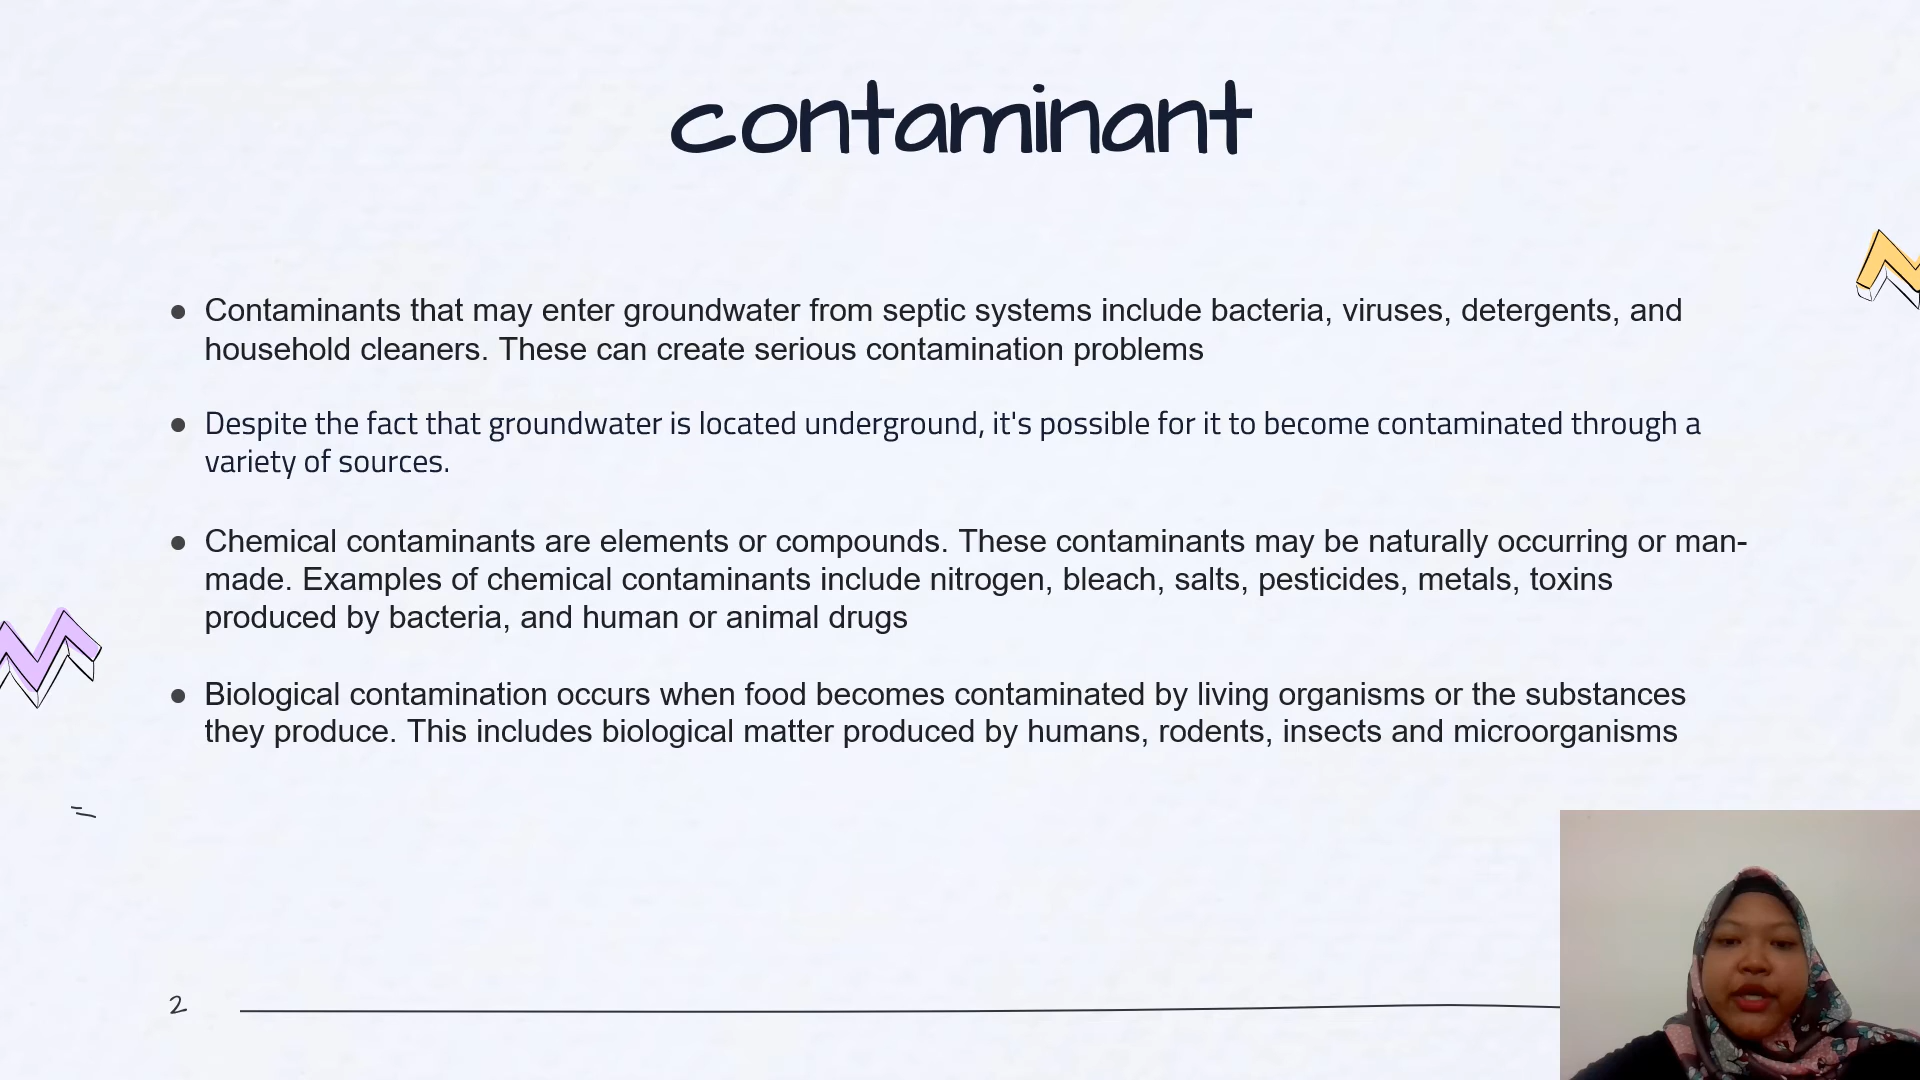 contaminant
● Contaminants that may enter groundwater from septic systems include bacteria, viruses, detergents, and
household cleaners. These can create serious contamination problems
● Despite the fact that groundwater is located underground, it's possible for it to become contaminated through a
variety of sources.
● Chemical contaminants are elements or compounds. These contaminants may be naturally occurring or man-
made. Examples of chemical contaminants include nitrogen, bleach, salts, pesticides, metals, toxins
produced by bacteria, and human or animal drugs
● Biological contamination occurs when food becomes contaminated by living organisms or the substances
they produce. This includes biological matter produced by humans, rodents, insects and microorganisms
2